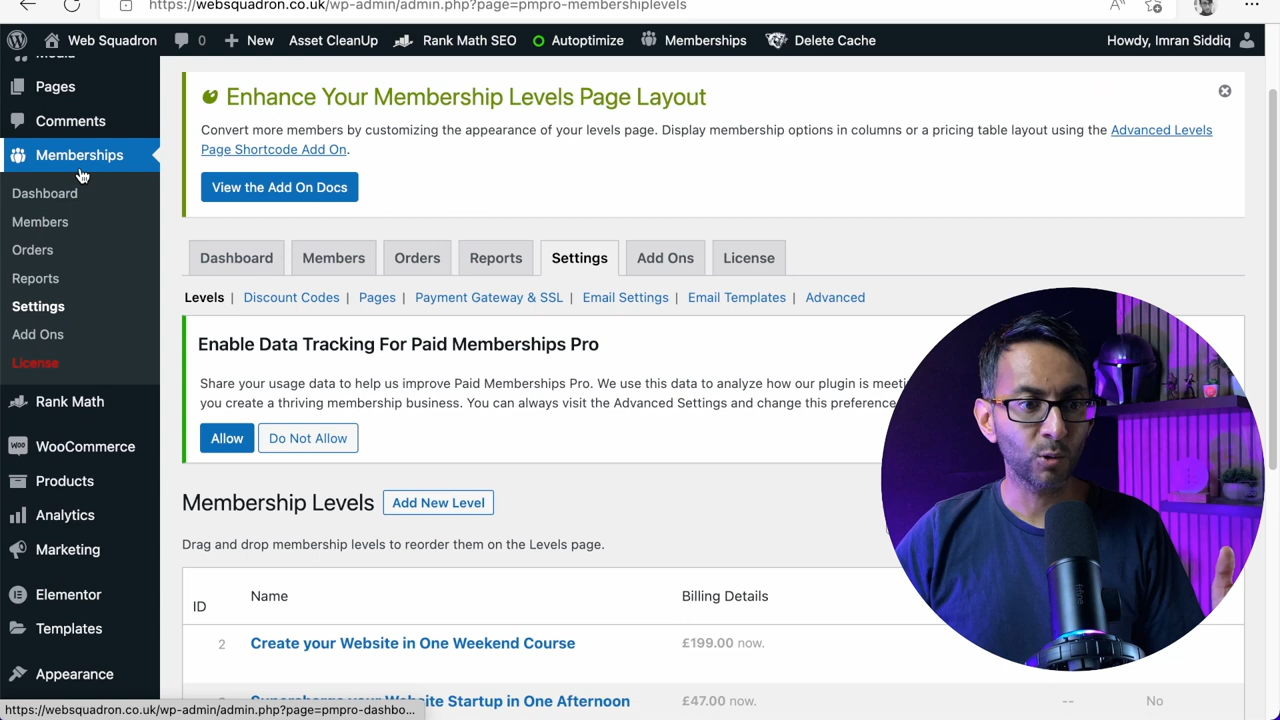 https://websquadron.co.uk/wp-admin/admin.php?page=pmpro-membershiplevels
Web Squadron 0 New Asset CleanUp Rank Math SEO Autoptimize Memberships Delete Cache Howdy, Imran Siddiq
Media
Pages
Comments
Memberships
Dashboard
Members
Orders
Reports
Settings
Add Ons
License
Rank Math
WooCommerce
Products
Analytics
Marketing
Elementor
Templates
Appearance
Enhance Your Membership Levels Page Layout
Convert more members by customizing the appearance of your levels page. Display membership options in columns or a pricing table layout using the Advanced Levels
Page Shortcode Add On.
View the Add On Docs
Dashboard Members Orders Reports Settings Add Ons License
Levels | Discount Codes | Pages | Payment Gateway & SSL | Email Settings | Email Templates | Advanced
Enable Data Tracking For Paid Memberships Pro
Share your usage data to help us improve Paid Memberships Pro. We use this data to analyze how our plugin is meeti
you create a thriving membership business. You can always visit the Advanced Settings and change this preference
Allow Do Not Allow
Membership Levels Add New Level
Drag and drop membership levels to reorder them on the Levels page.
ID Name Billing Details
2 Create your Website in One Weekend Course £199.00 now.
Supercharge your Website Startup in One Afternoon £47.00 now. -- No
https://websquadron.co.uk/wp-admin/admin.php?page=pmpro-dashbo...